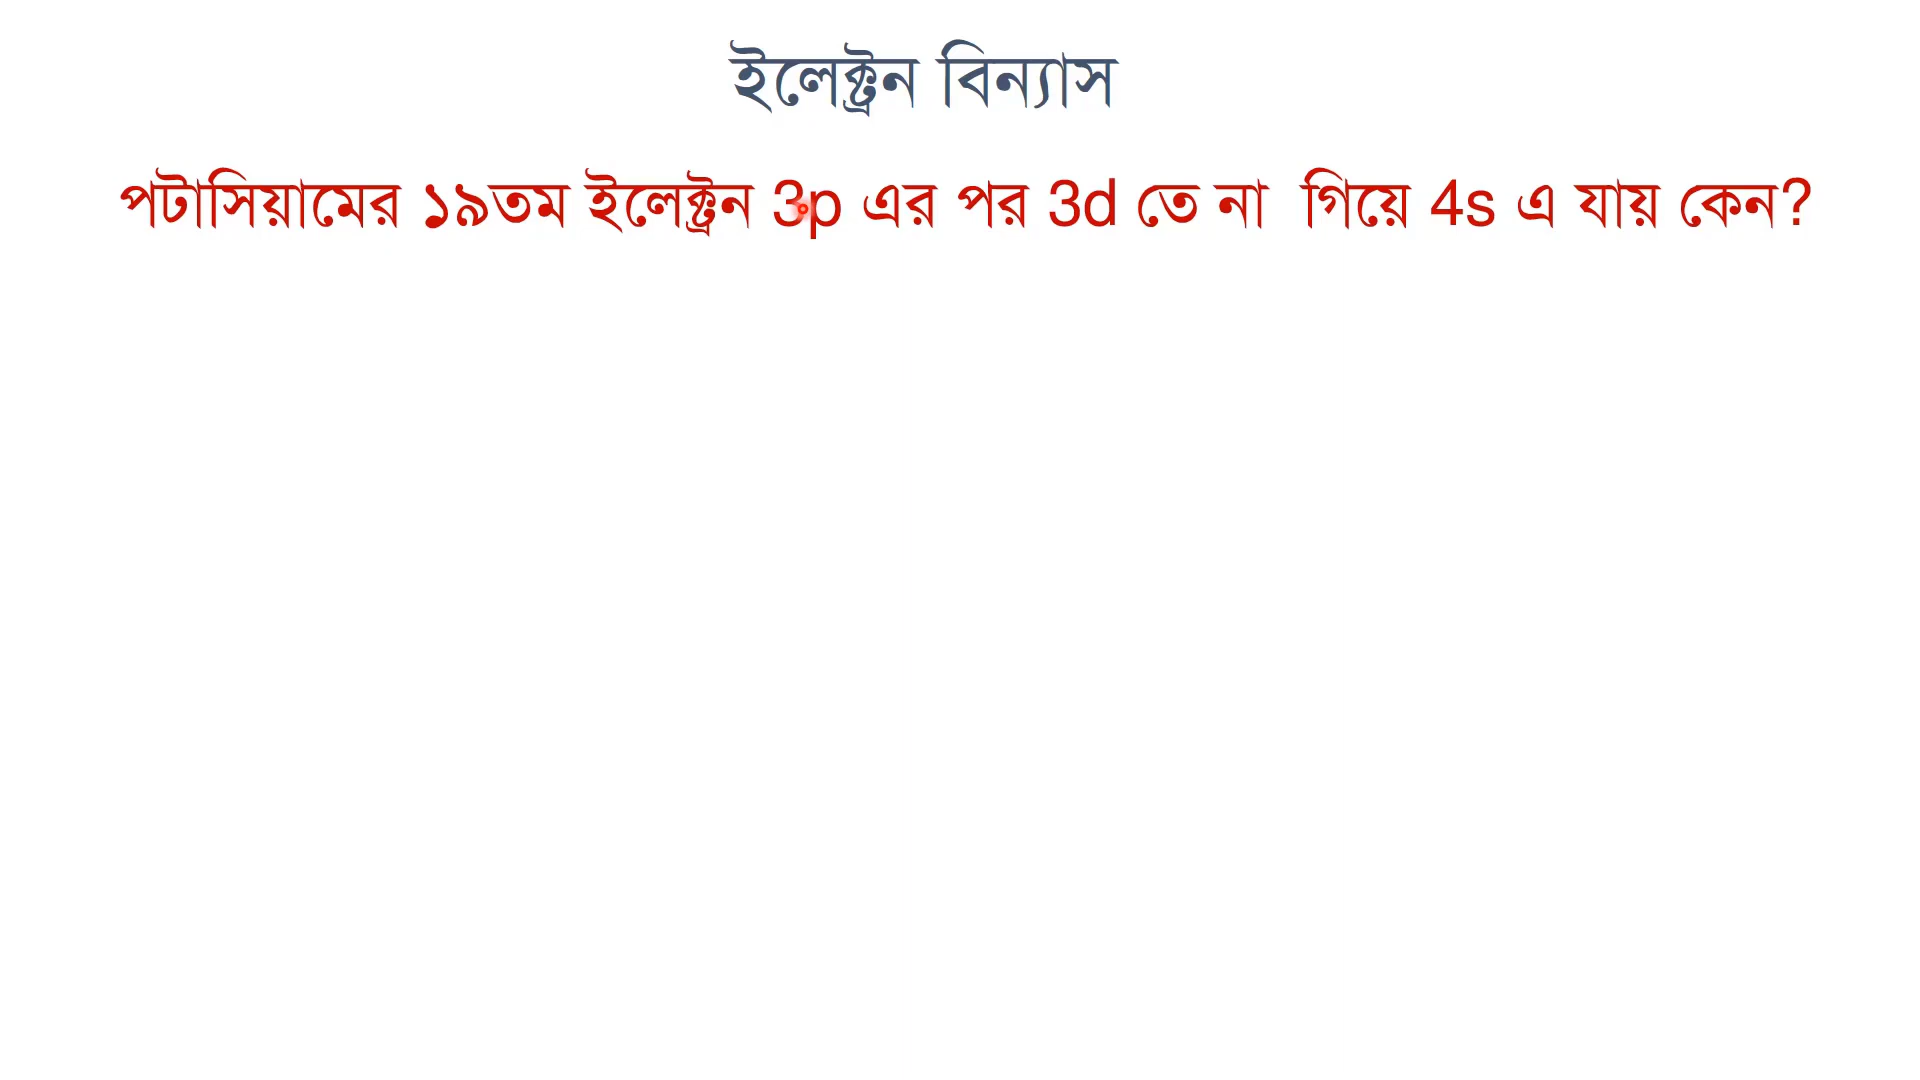 ইলেক্ট্রন বিন্যাস
পটাসিয়ামের ১৯তম ইলেক্ট্রন 3p এর পর 3d তে না গিয়ে 4s এ যায় কেন?